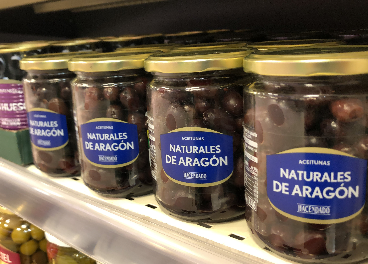 HUESO
NATURALES
DE ARAGÓN
HACENDADO
ACEITUNAS
NATURALES
DE ARAGÓN
HACENDADO
ACEITUNAS
NATURALES
DE ARAGÓN
HACENDADO
ACEITUNAS
NATURALES
DE ARAGÓN
HACENDADO